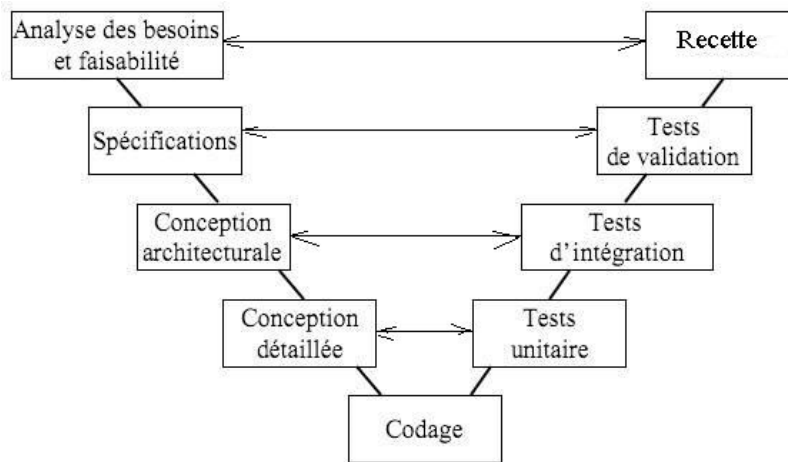 Analyse des besoins
et faisabilité
Recette
Spécifications
Tests
de validation
Conception
architecturale
Tests
d'intégration
Conception
détaillée
Tests
unitaire
Codage